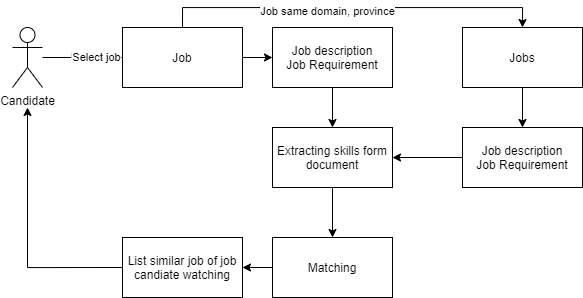 Job same domain, province
Candidate
Select job
Job
Job description
Job Requirement
Jobs
Extracting skills form
document
Job description
Job Requirement
List similar job of job
candiate watching
Matching